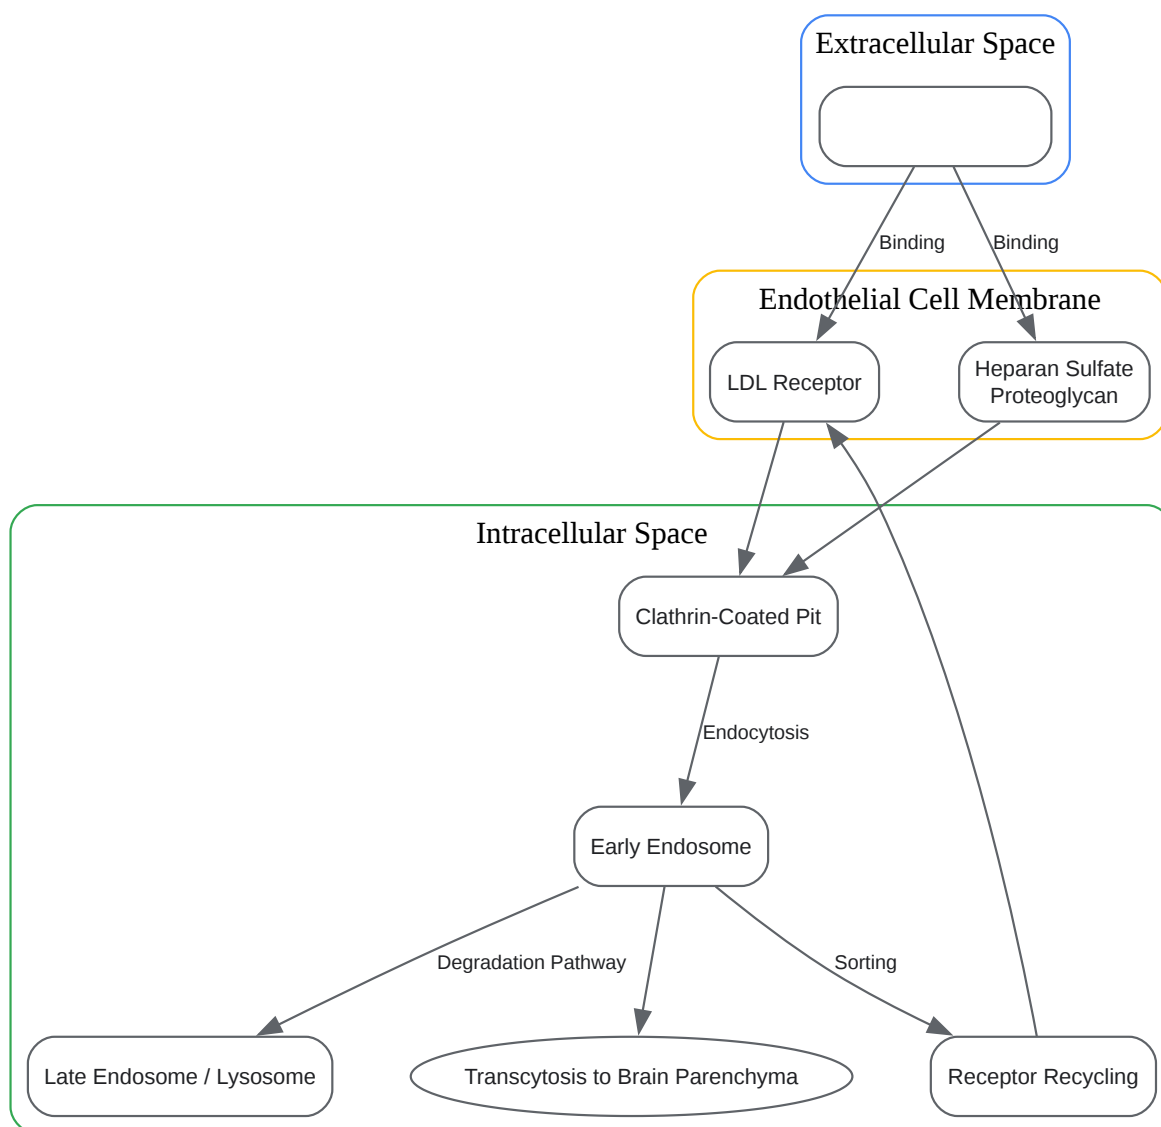 Extracellular Space
Binding
Binding
Endothelial Cell Membrane
LDL Receptor
Heparan Sulfate
Proteoglycan
Intracellular Space
Clathrin-Coated Pit
Endocytosis
Early Endosome
Degradation Pathway
Sorting
Late Endosome / Lysosome
Transcytosis to Brain Parenchyma
Receptor Recycling